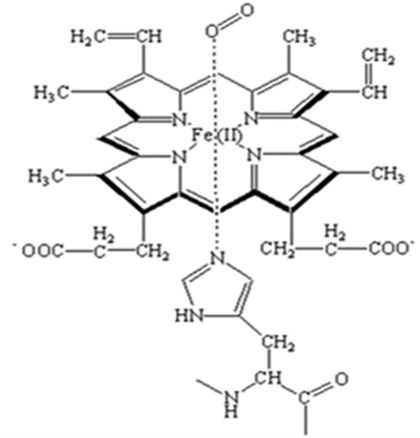 O
O
H₂C CH CH₃ CH₂
H₃C CH
N N
Fe(II)
N N
H₃C CH₃
⁻OOC C H₂ CH₂ CH₂ H₂ C COO⁻
N
HN
CH₂
CH O
N C
H